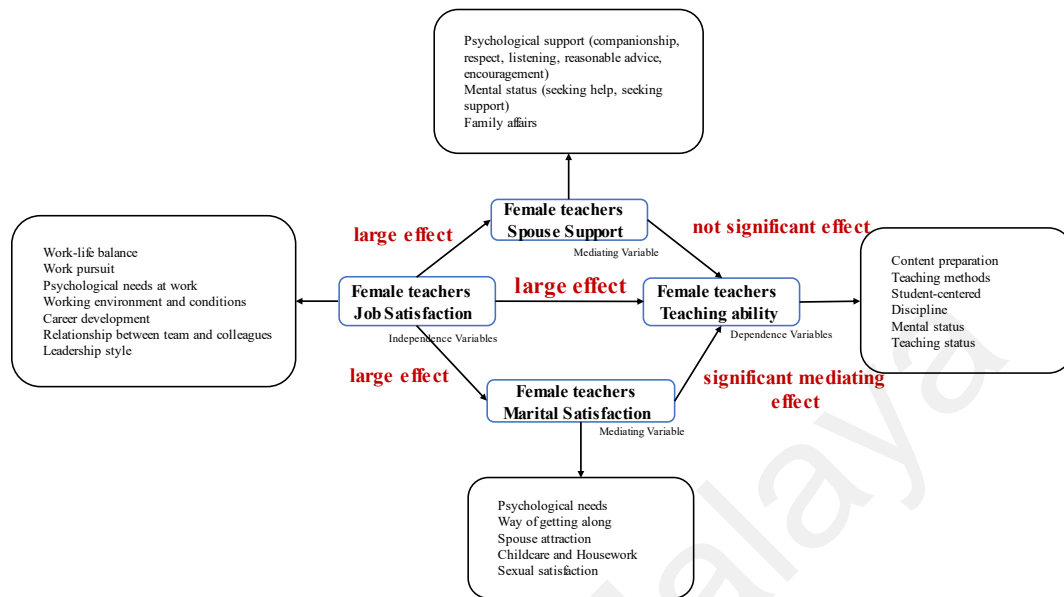 Psychological support (companionship,
respect, listening, reasonable advice,
encouragement)
Mental status (seeking help, seeking
support)
Family affairs
Female teachers
Spouse Support
Mediating Variable
large effect
not significant effect
Work-life balance
Work pursuit
Psychological needs at work
Working environment and conditions
Career development
Relationship between team and colleagues
Leadership style
Female teachers
Job Satisfaction
Independence Variables
large effect
Female teachers
Teaching ability
Dependence Variables
Content preparation
Teaching methods
Student-centered
Discipline
Mental status
Teaching status
large effect
significant mediating
effect
Female teachers
Marital Satisfaction
Mediating Variable
Psychological needs
Way of getting along
Spouse attraction
Childcare and Housework
Sexual satisfaction
alaya